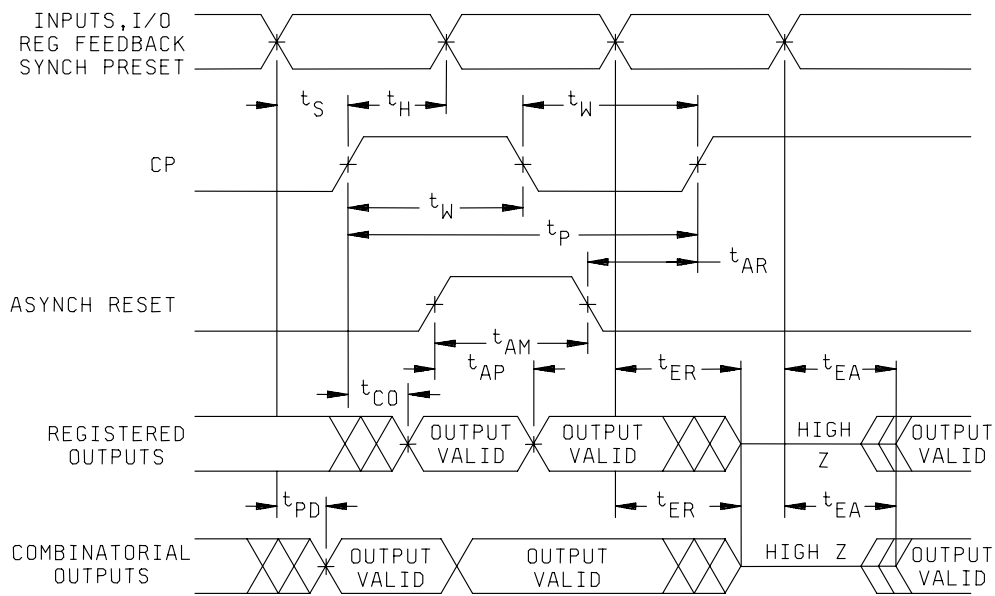 INPUTS,I/O
REG FEEDBACK
SYNCH PRESET
tS
tH
tW
CP
tW
tP
tAR
ASYNCH RESET
tAM
tAP
tER
tEA
tCO
REGISTERED
OUTPUTS
OUTPUT
VALID
OUTPUT
VALID
HIGH
Z
OUTPUT
VALID
tPD
tER
tEA
COMBINATORIAL
OUTPUTS
OUTPUT
VALID
OUTPUT
VALID
HIGH Z
OUTPUT
VALID